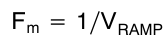 Fm = 1/VRAMP